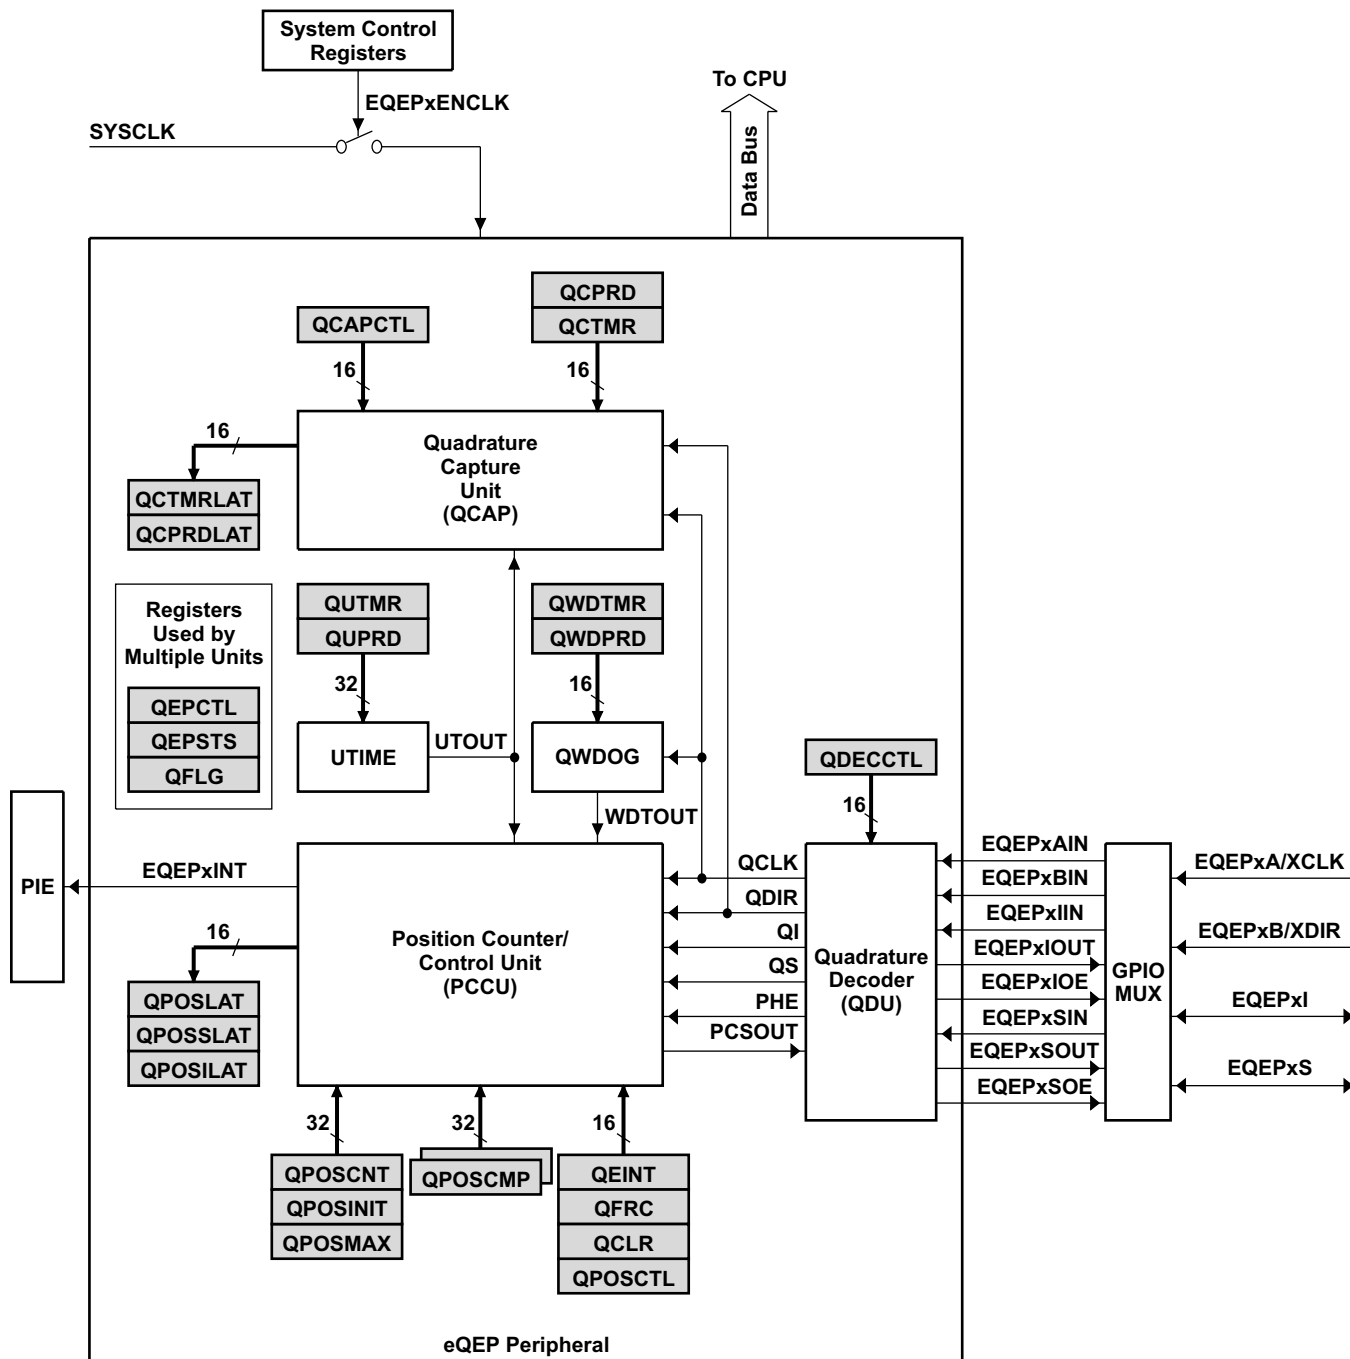 System Control
Registers
To CPU
EQEPxENCLK
SYSCLK
Data Bus
QCPRD
QCAPCTL
QCTMR
16
16
16
Quadrature
Capture
Unit
(QCAP)
QCTMRLAT
QCPRDLAT
Registers
Used by
Multiple Units
QEPCTL
QEPSTS
QFLG
QUTMR
QUPRD
QWDTMR
QWDPRD
32
16
UTIME
UTOUT
QWDOG
QDECCTL
WDTOUT
16
PIE
EQEPxINT
16
Position Counter/
Control Unit
(PCCU)
QCLK
QDIR
QI
QS
PHE
PCSOUT
Quadrature
Decoder
(QDU)
EQEPxAIN
EQEPxBIN
EQEPxIIN
EQEPxIOUT
EQEPxIOE
EQEPxSIN
EQEPxSOUT
EQEPxSOE
GPIO
MUX
EQEPxA/XCLK
EQEPxB/XDIR
EQEPxI
EQEPxS
QPOSLAT
QPOSSLAT
QPOSILAT
32
32
16
QPOSCNT
QPOSINIT
QPOSMAX
QPOSCMP
QEINT
QFRC
QCLR
QPOSCTL
eQEP Peripheral